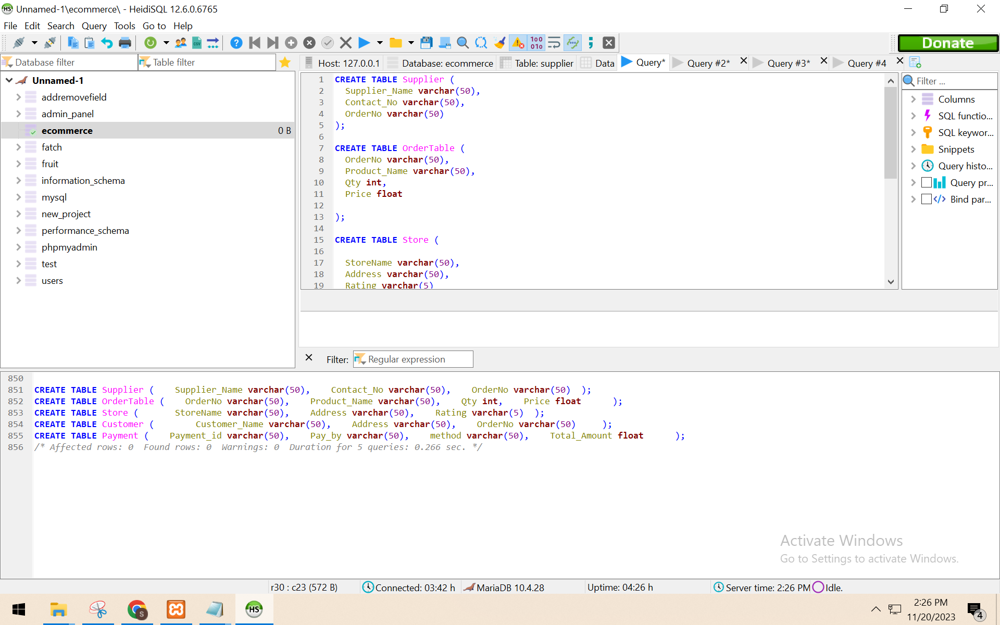 Unnamed-1\ecommerce\ - HeidiSQL 12.6.0.6765
File Edit Search Query Tools Go to Help
Donate
Database filter
Table filter
Host: 127.0.0.1 Database: ecommerce Table: supplier Data Query* Query #2* Query #3* Query #4
Unnamed-1
addremovefield
admin_panel
ecommerce 0 B
fatch
fruit
information_schema
mysql
new_project
performance_schema
phpmyadmin
test
users
1 CREATE TABLE Supplier (
2 Supplier_Name varchar(50),
3 Contact_No varchar(50),
4 OrderNo varchar(50)
5 );
6
7 CREATE TABLE OrderTable (
8 OrderNo varchar(50),
9 Product_Name varchar(50),
10 Qty int,
11 Price float
12
13 );
14
15 CREATE TABLE Store (
16
17 StoreName varchar(50),
18 Address varchar(50),
19 Rating varchar(5)
Filter ...
Columns
SQL functio...
SQL keywor...
Snippets
Query histo...
Query pr...
Bind par...
Filter: Regular expression
850
851 CREATE TABLE Supplier ( Supplier_Name varchar(50), Contact_No varchar(50), OrderNo varchar(50) );
852 CREATE TABLE OrderTable ( OrderNo varchar(50), Product_Name varchar(50), Qty int, Price float );
853 CREATE TABLE Store ( StoreName varchar(50), Address varchar(50), Rating varchar(5) );
854 CREATE TABLE Customer ( Customer_Name varchar(50), Address varchar(50), OrderNo varchar(50) );
855 CREATE TABLE Payment ( Payment_id varchar(50), Pay_by varchar(50), method varchar(50), Total_Amount float );
856 /* Affected rows: 0 Found rows: 0 Warnings: 0 Duration for 5 queries: 0.266 sec. */
Activate Windows
Go to Settings to activate Windows.
r30 : c23 (572 B) Connected: 03:42 h MariaDB 10.4.28 Uptime: 04:26 h Server time: 2:26 PM Idle.
HS
S
2:26 PM
11/20/2023
4